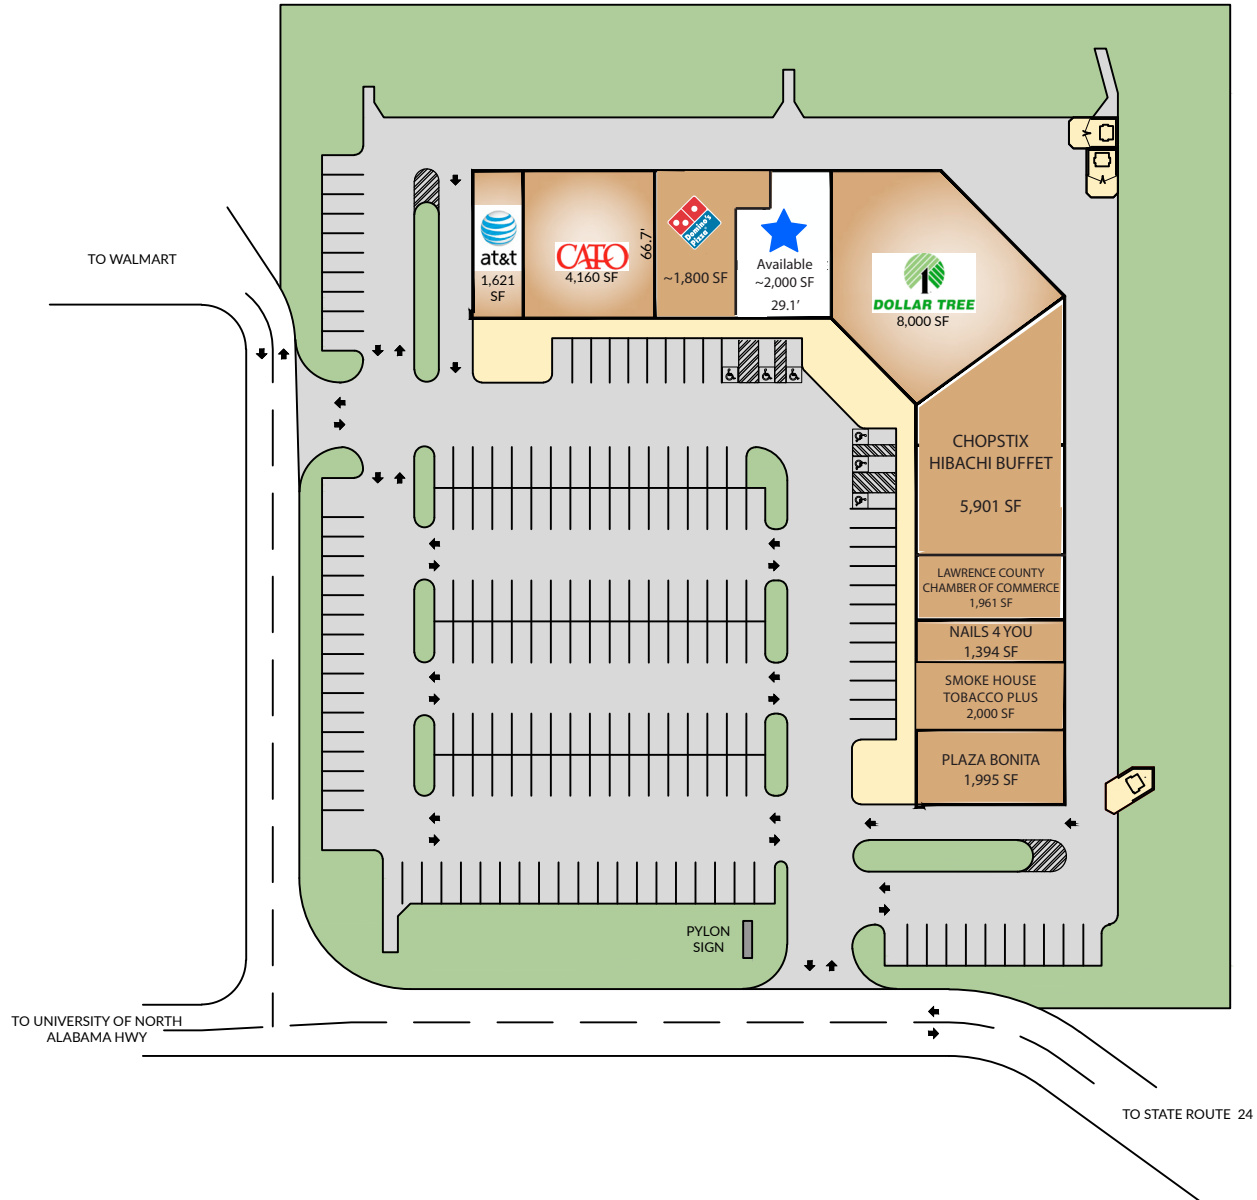 TO WALMART
at&t
1,621
SF
CATO
4,160 SF
66.7'
Domino's
Pizza
~1,800 SF
Available
~2,000 SF
29.1'
DOLLAR TREE
8,000 SF
CHOPSTIX
HIBACHI BUFFET
5,901 SF
LAWRENCE COUNTY
CHAMBER OF COMMERCE
1,961 SF
NAILS 4 YOU
1,394 SF
SMOKE HOUSE
TOBACCO PLUS
2,000 SF
PLAZA BONITA
1,995 SF
PYLON
SIGN
TO UNIVERSITY OF NORTH
ALABAMA HWY
TO STATE ROUTE 24